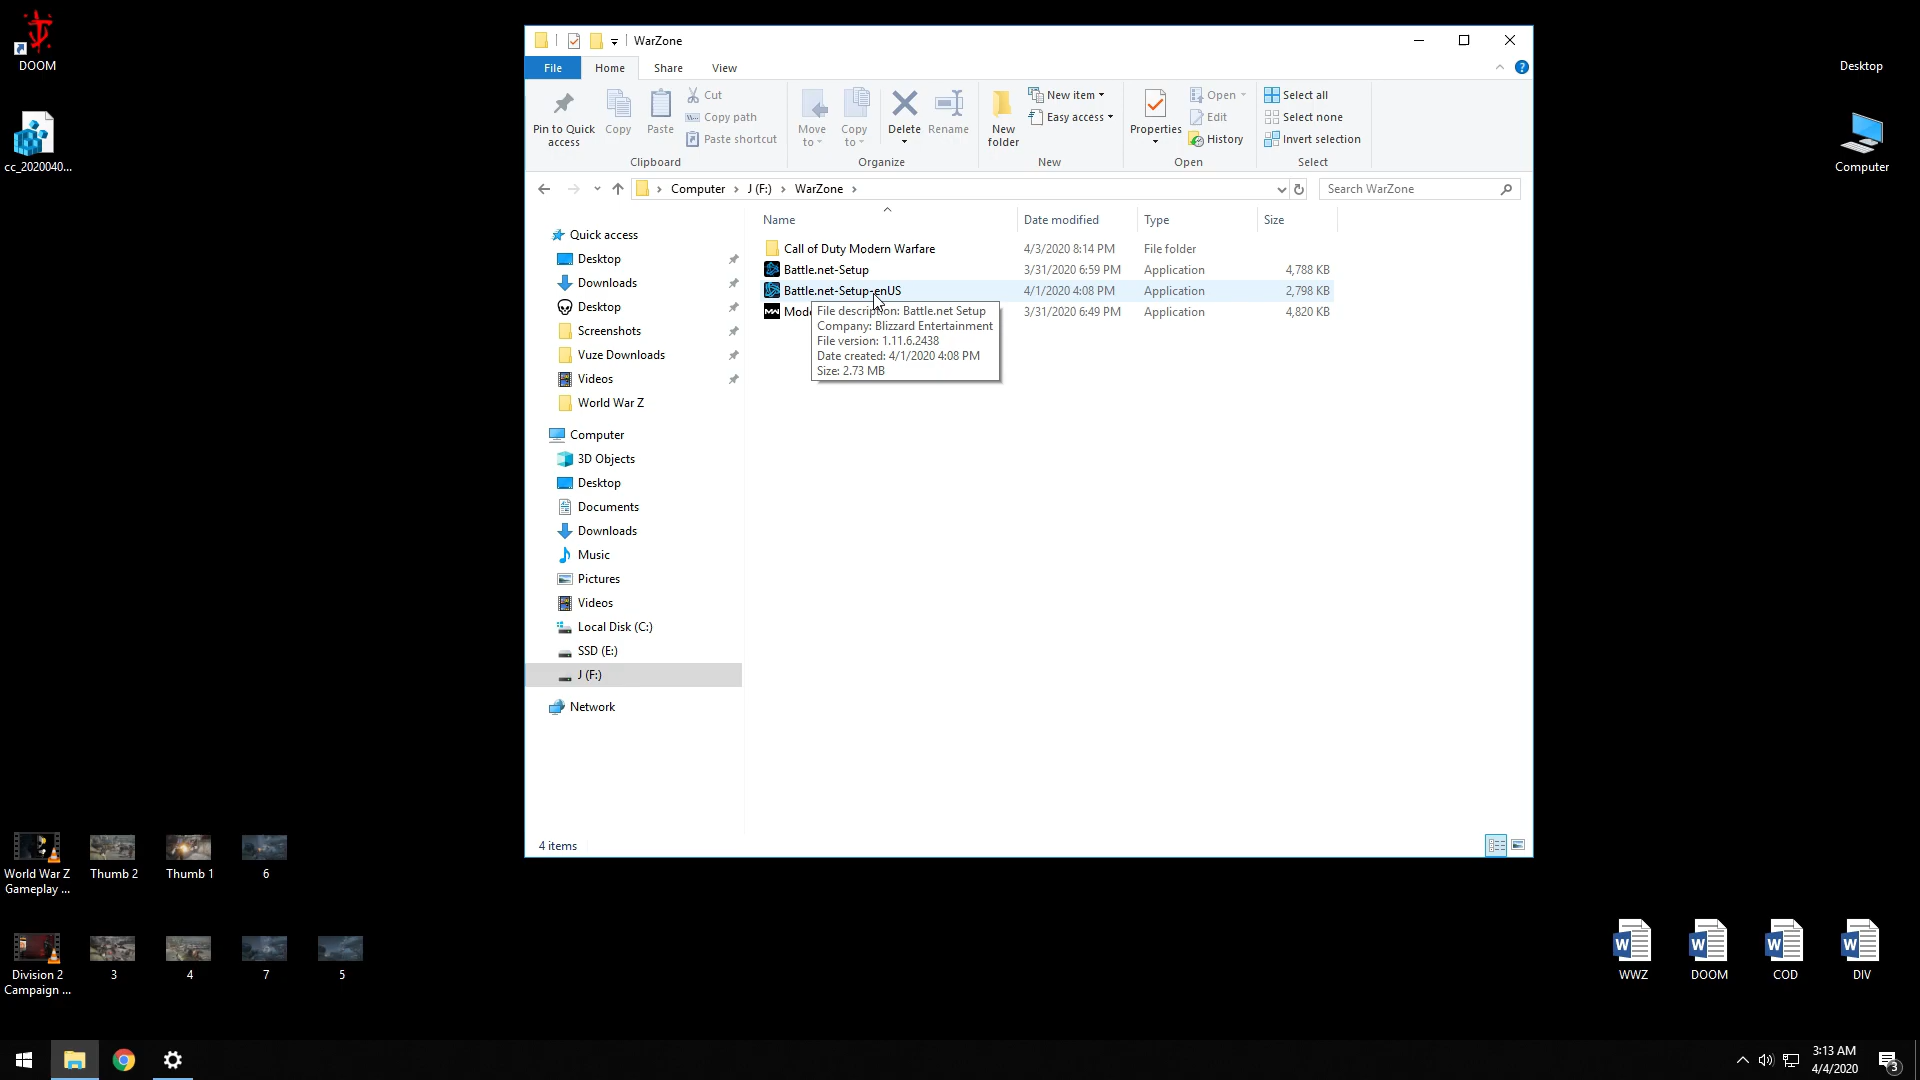 DOOM
cc_2020040...
WarZone
File
Home
Share
View
Pin to Quick access
Copy
Paste
Cut
Copy path
Paste shortcut
Clipboard
Move to
Copy to
Delete
Rename
Organize
New folder
New item
Easy access
New
Properties
Open
Edit
History
Open
Select all
Select none
Invert selection
Select
Computer
J (F:)
WarZone
Search WarZone
Quick access
Desktop
Downloads
Desktop
Screenshots
Vuze Downloads
Videos
World War Z
Computer
3D Objects
Desktop
Documents
Downloads
Music
Pictures
Videos
Local Disk (C:)
SSD (E:)
J (F:)
Network
Name Date modified Type Size
Call of Duty Modern Warfare 4/3/2020 8:14 PM File folder
Battle.net-Setup 3/31/2020 6:59 PM Application 4,788 KB
Battle.net-Setup-enUS 4/1/2020 4:08 PM Application 2,798 KB
Mod 3/31/2020 6:49 PM Application 4,820 KB
File description: Battle.net Setup
Company: Blizzard Entertainment
File version: 1.11.6.2438
Date created: 4/1/2020 4:08 PM
Size: 2.73 MB
4 items
Desktop
Computer
World War Z
Gameplay ...
Thumb 2
Thumb 1
6
Division 2
Campaign ...
3
4
7
5
WWZ
DOOM
COD
DIV
3:13 AM
4/4/2020
3